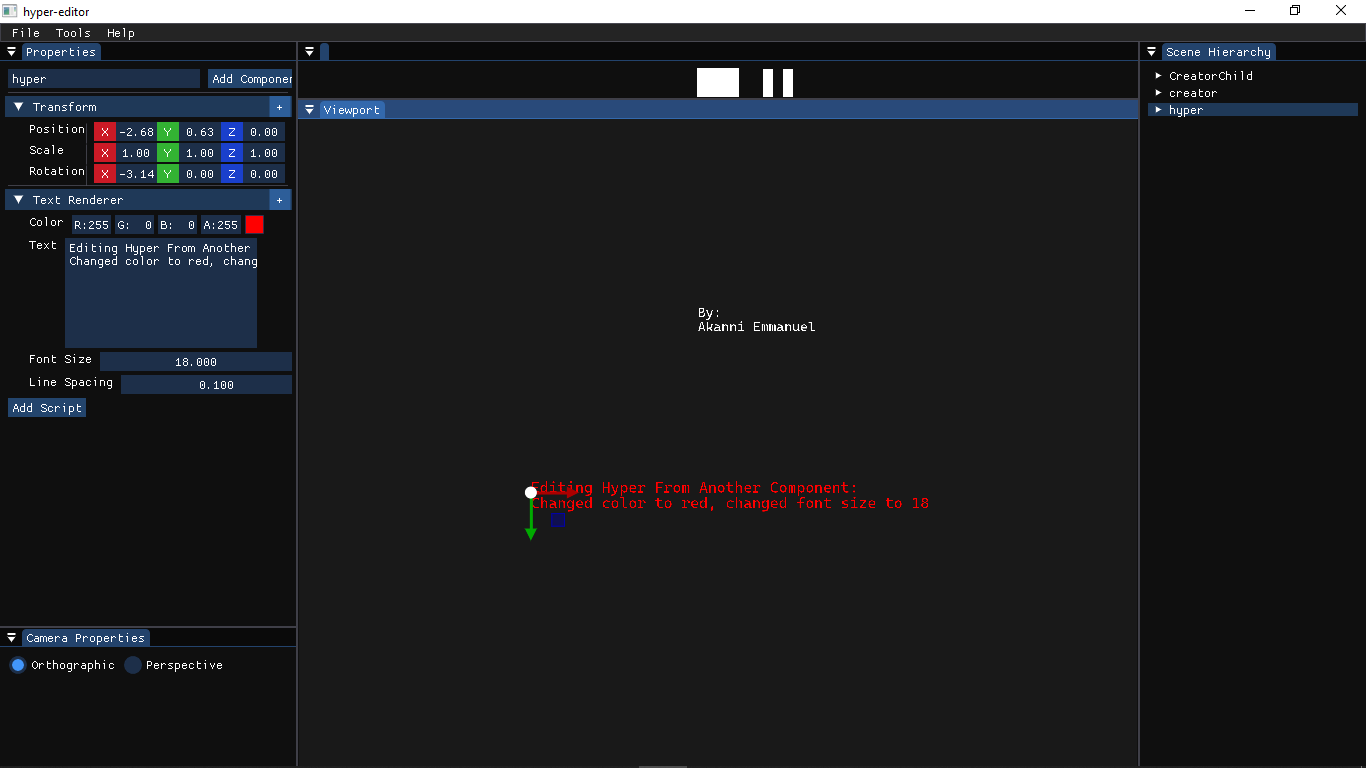 hyper-editor
File Tools Help
Properties
hyper Add Componen
Transform +
Position X -2.68 Y 0.63 Z 0.00
Scale X 1.00 Y 1.00 Z 1.00
Rotation X -3.14 Y 0.00 Z 0.00
Text Renderer +
Color R:255 G: 0 B: 0 A:255
Text Editing Hyper From Another
Changed color to red, chang
Font Size 18.000
Line Spacing 0.100
Add Script
Camera Properties
Orthographic Perspective
Viewport
By:
Akanni Emmanuel
Editing Hyper From Another Component:
Changed color to red, changed font size to 18
Scene Hierarchy
CreatorChild
creator
hyper